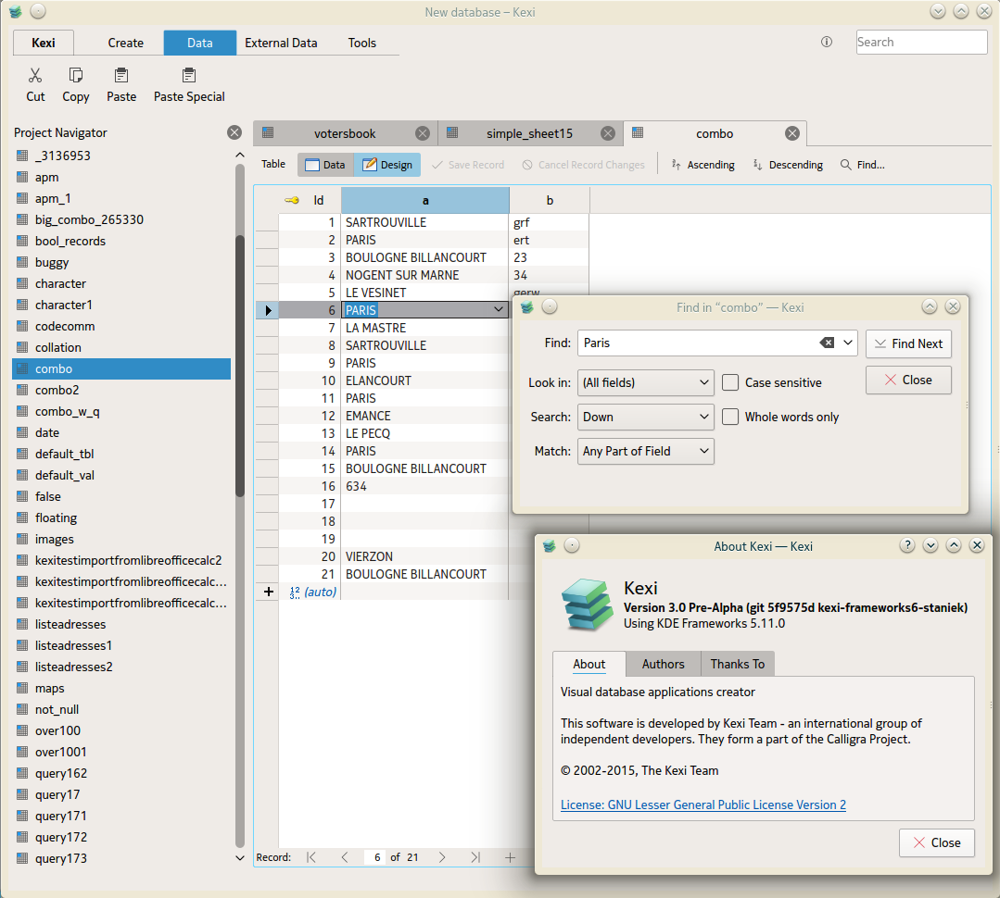 New database – Kexi
Kexi Create Data External Data Tools Search
Cut Copy Paste Paste Special
Project Navigator
_3136953
apm
apm_1
big_combo_265330
bool_records
buggy
character
character1
codecomm
collation
combo
combo2
combo_w_q
date
default_tbl
default_val
false
floating
images
kexitestimportfromlibreofficecalc2
kexitestimportfromlibreofficecalc...
kexitestimportfromlibreofficecalc...
listeadresses
listeadresses1
listeadresses2
maps
not_null
over100
over1001
query162
query17
query171
query172
query173
votersbook simple_sheet15 combo
Table Data Design Save Record Cancel Record Changes Ascending Descending Find...
Id a b
1 SARTROUVILLE grf
2 PARIS ert
3 BOULOGNE BILLANCOURT 23
4 NOGENT SUR MARNE 34
5 LE VESINET gerw
6 PARIS
7 LA MASTRE
8 SARTROUVILLE
9 PARIS
10 ELANCOURT
11 PARIS
12 EMANCE
13 LE PECQ
14 PARIS
15 BOULOGNE BILLANCOURT
16 634
17
18
19
20 VIERZON
21 BOULOGNE BILLANCOURT
+ 12 3.. (auto)
Record: 6 of 21
Find in “combo” — Kexi
Find: Paris Find Next
Look in: (All fields) Case sensitive Close
Search: Down Whole words only
Match: Any Part of Field
About Kexi — Kexi
Kexi
Version 3.0 Pre-Alpha (git 5f9575d kexi-frameworks6-staniek)
Using KDE Frameworks 5.11.0
About Authors Thanks To
Visual database applications creator
This software is developed by Kexi Team - an international group of
independent developers. They form a part of the Calligra Project.
© 2002-2015, The Kexi Team
License: GNU Lesser General Public License Version 2
Close